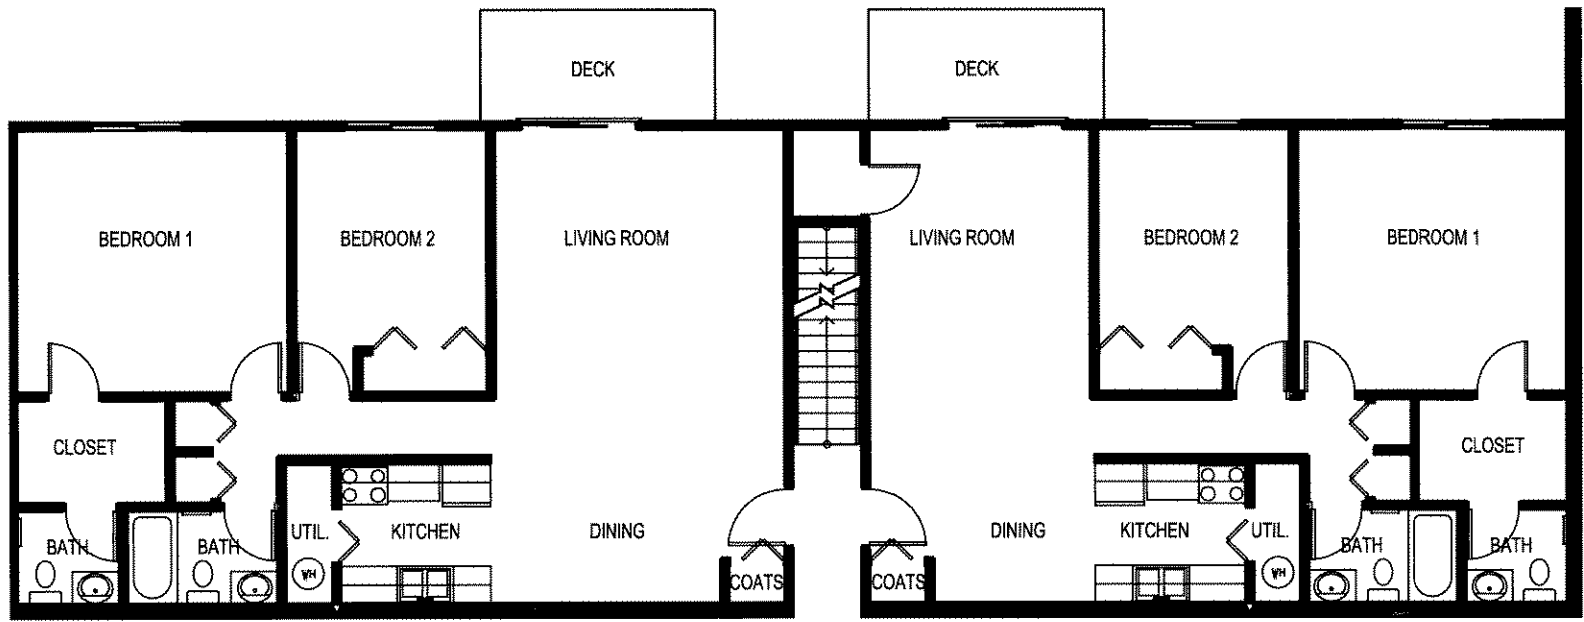 DECK DECK
BEDROOM 1 BEDROOM 2 LIVING ROOM LIVING ROOM BEDROOM 2 BEDROOM 1
CLOSET CLOSET
UTIL. KITCHEN DINING DINING KITCHEN UTIL.
BATH BATH BATH BATH
WH COATS COATS WH